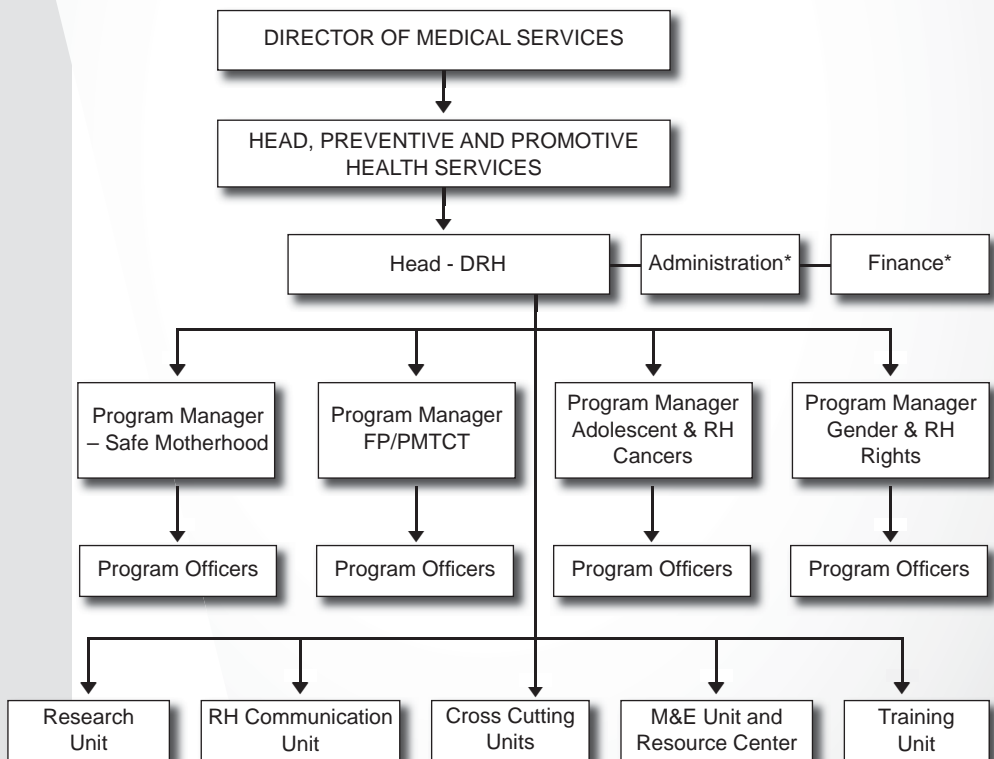 DIRECTOR OF MEDICAL SERVICES
HEAD, PREVENTIVE AND PROMOTIVE
HEALTH SERVICES
Head - DRH
Administration*
Finance*
Program Manager
– Safe Motherhood
Program Manager
FP/PMTCT
Program Manager
Adolescent & RH
Cancers
Program Manager
Gender & RH
Rights
Program Officers
Program Officers
Program Officers
Program Officers
Research
Unit
RH Communication
Unit
Cross Cutting
Units
M&E Unit and
Resource Center
Training
Unit